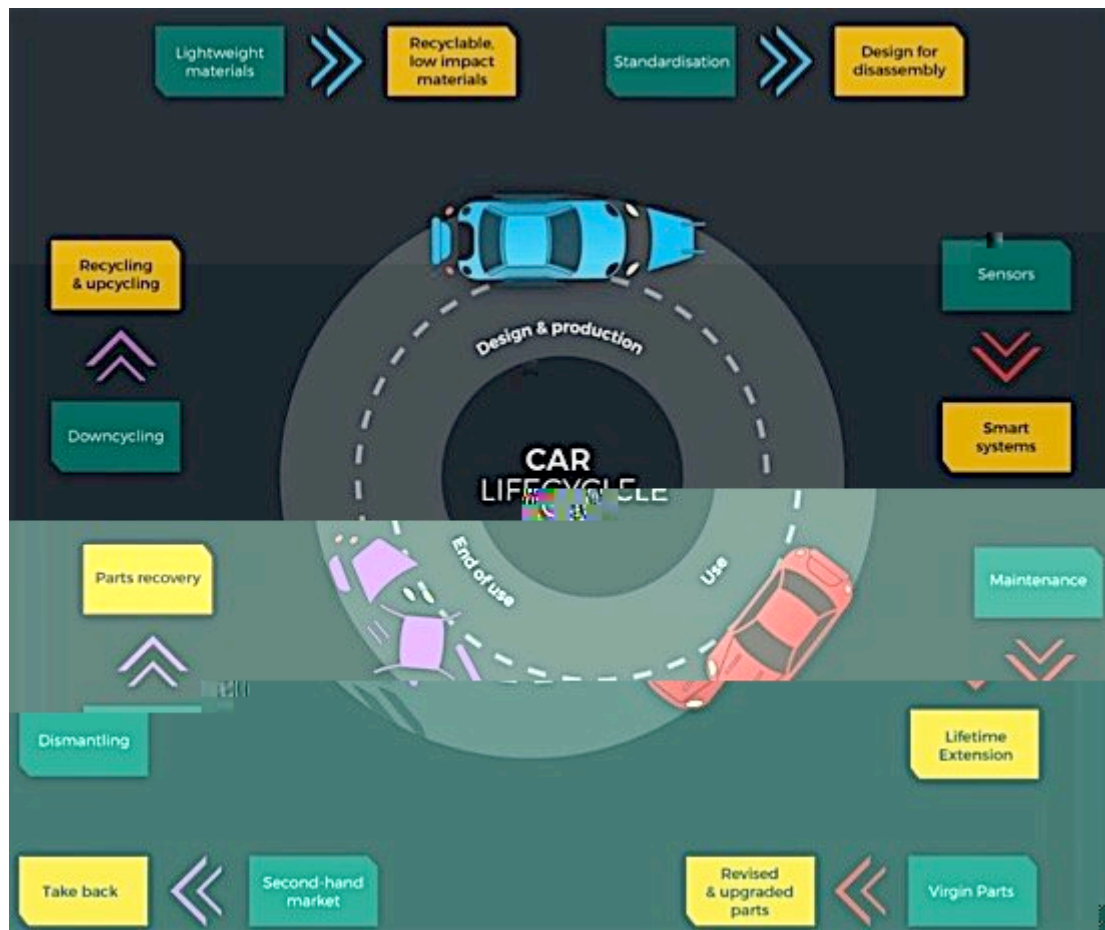 Lightweight
materials
Recyclable,
low impact
materials
Standardisation
Design for
disassembly
Recycling
& upcycling
Sensors
Design & production
Downcycling
Smart
systems
CAR
Parts recovery
End of use
Use
Maintenance
Dismantling
Lifetime
Extension
Take back
Second-hand
market
Revised
& upgraded
parts
Virgin Parts